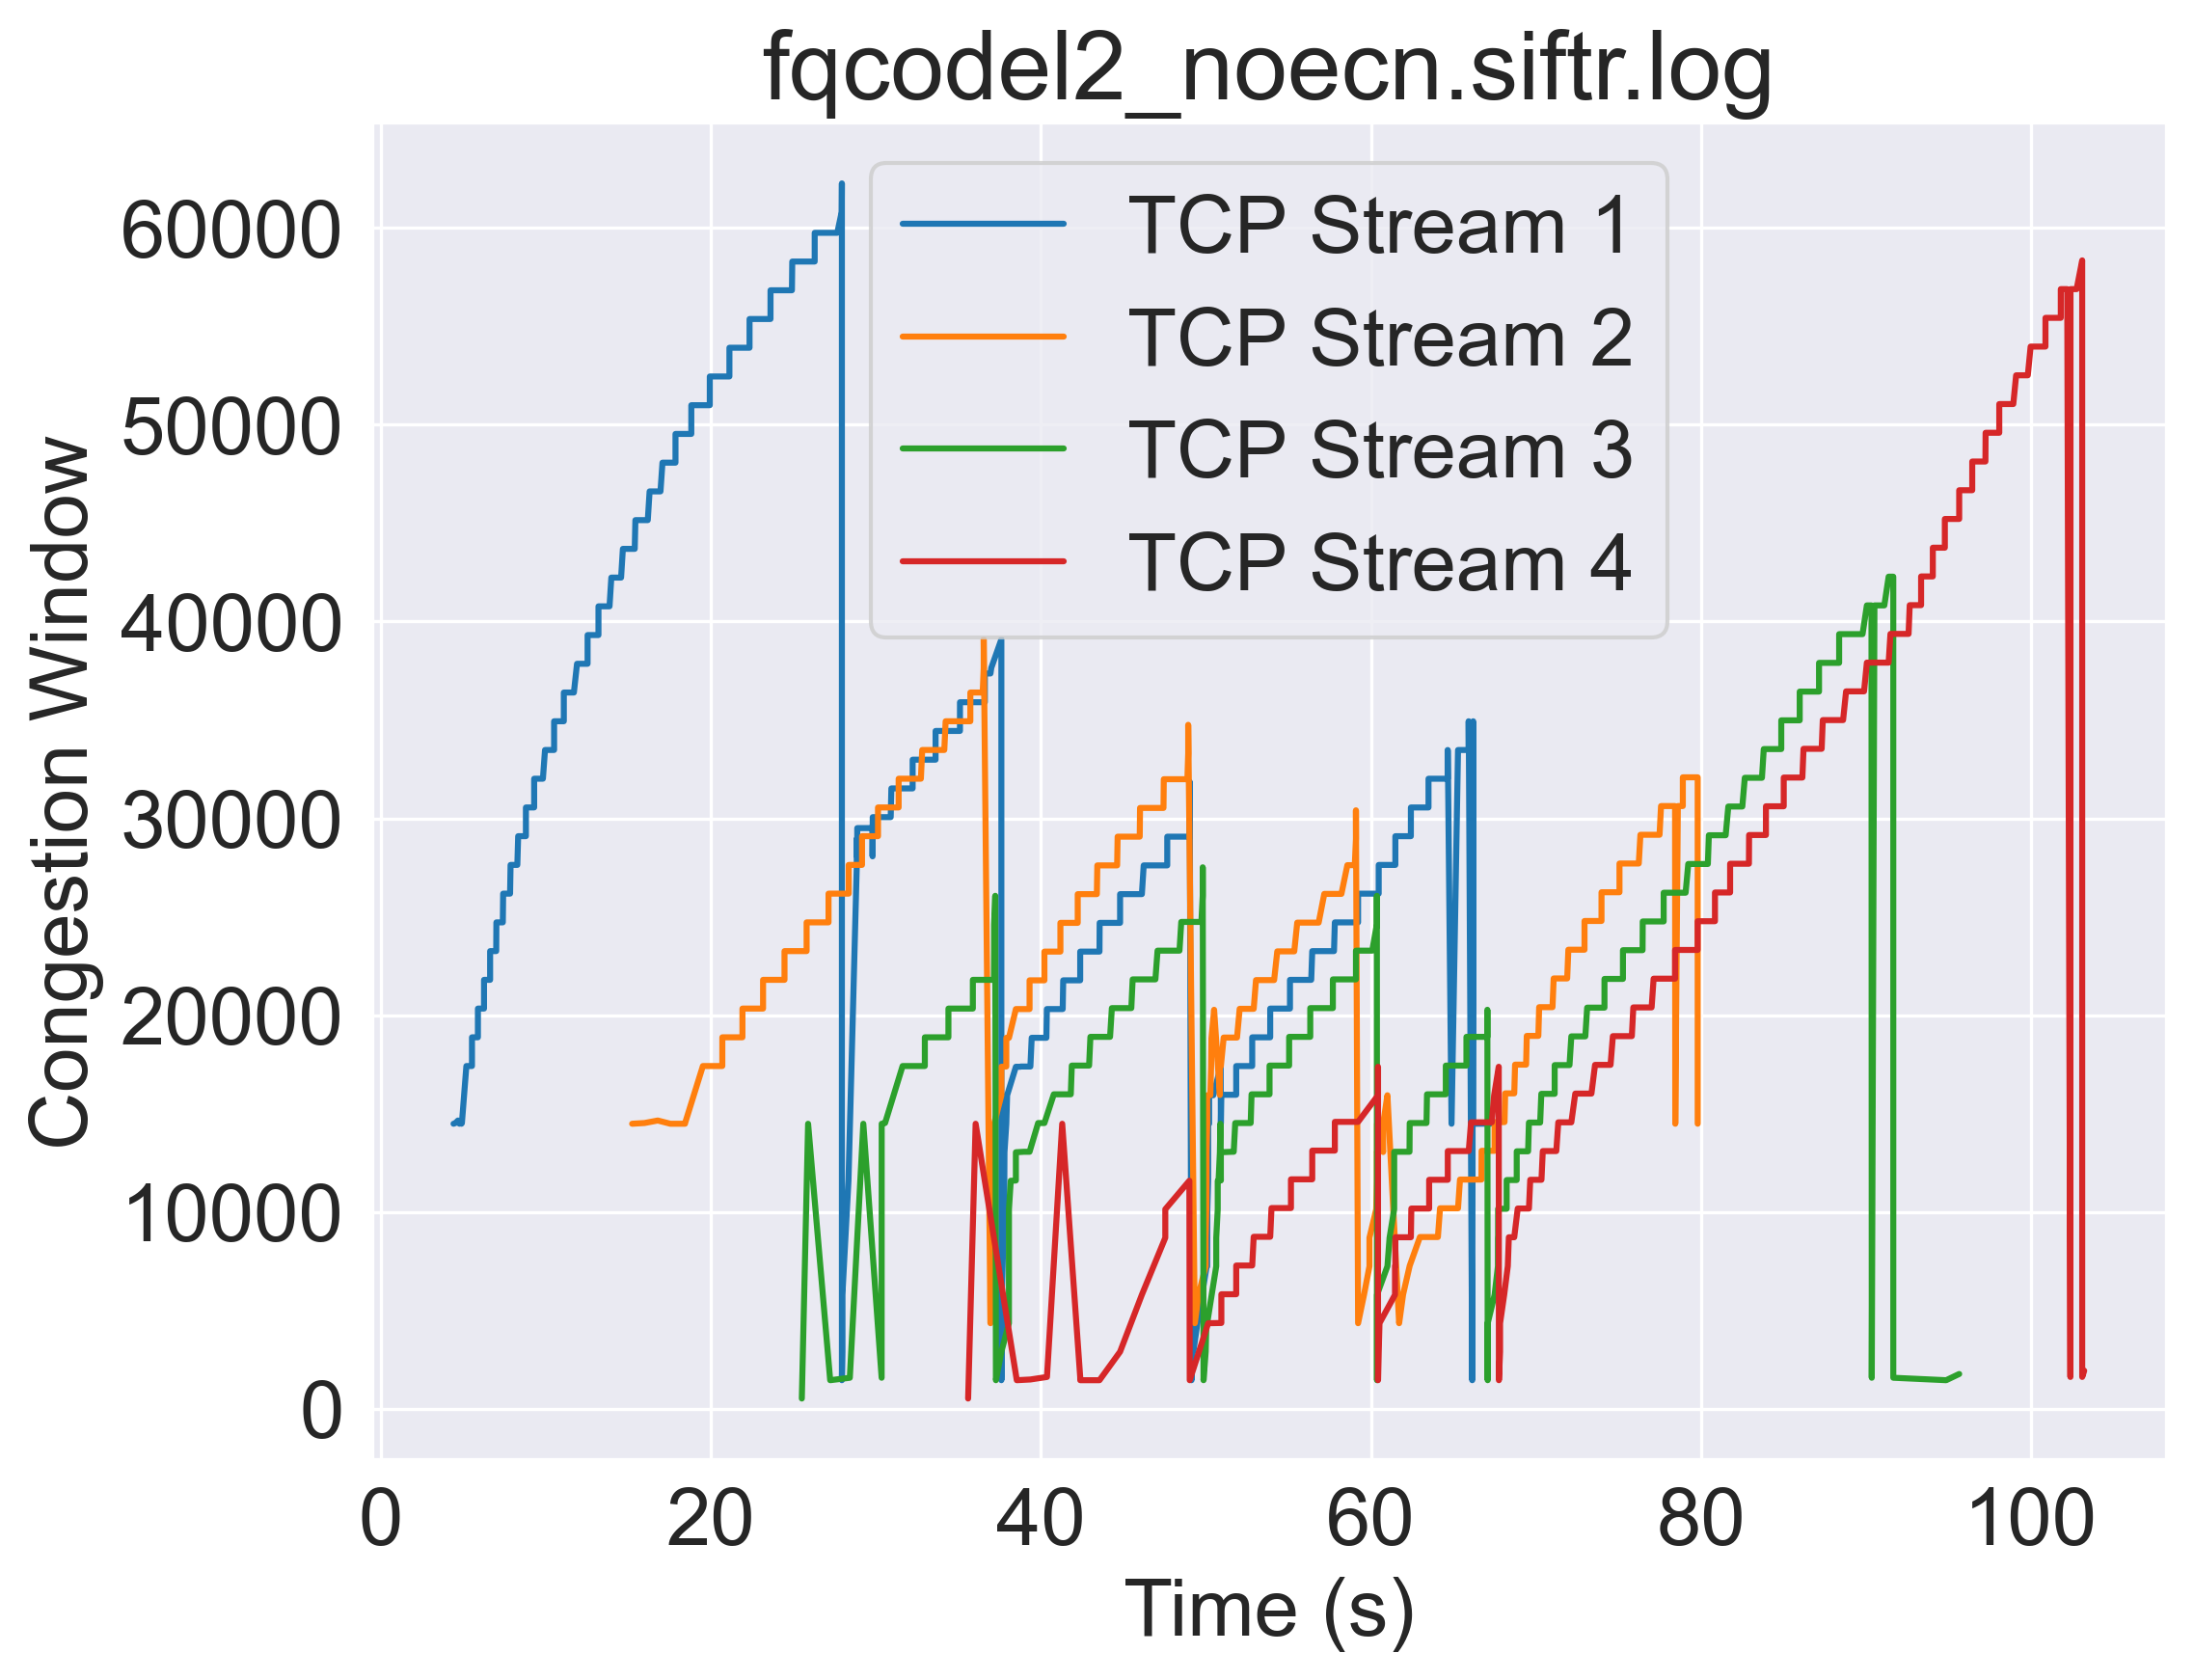 fqcodel2_noecn.siftr.log
TCP Stream 1
TCP Stream 2
TCP Stream 3
TCP Stream 4
Congestion Window
60000
50000
40000
30000
20000
10000
0
0 20 40 60 80 100
Time (s)